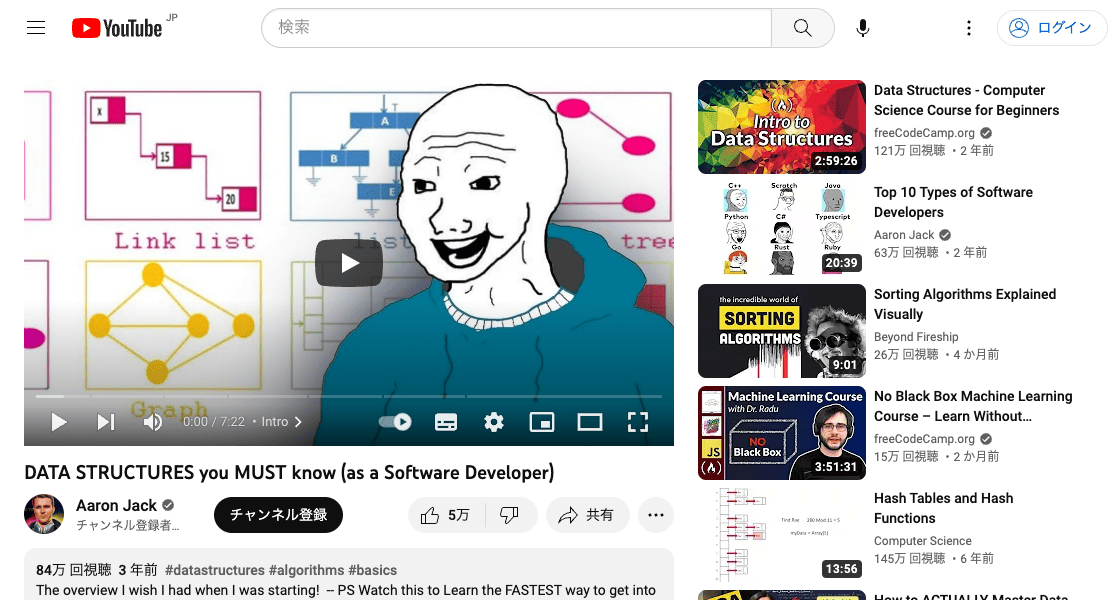 YouTube JP
検索
ログイン
X
15
20
Link list
T
A
B
E
list
tree
Graph
0:00 / 7:22 • Intro
DATA STRUCTURES you MUST know (as a Software Developer)
Aaron Jack
チャンネル登録者...
チャンネル登録
5万
共有
84万 回視聴 3 年前 #datastructures #algorithms #basics
The overview I wish I had when I was starting! -- PS Watch this to Learn the FASTEST way to get into
Intro to
Data Structures
2:59:26
Data Structures - Computer
Science Course for Beginners
freeCodeCamp.org
121万 回視聴 ・2 年前
C++ Scratch Java
Python C# Typescript
Go Rust Ruby
20:39
Top 10 Types of Software
Developers
Aaron Jack
63万 回視聴 ・2 年前
the incredible world of
SORTING
ALGORITHMS
9:01
Sorting Algorithms Explained
Visually
Beyond Fireship
26万 回視聴 ・4 か月前
Machine Learning Course
with Dr. Radu
NO
Black Box
JS
3:51:31
No Black Box Machine Learning
Course – Learn Without...
freeCodeCamp.org
15万 回視聴 ・2 か月前
Find Rae 280 Mod 11 = 5
myData = Array(5)
13:56
Hash Tables and Hash
Functions
Computer Science
145万 回視聴 ・6 年前
How to ACTUALLY Master Data